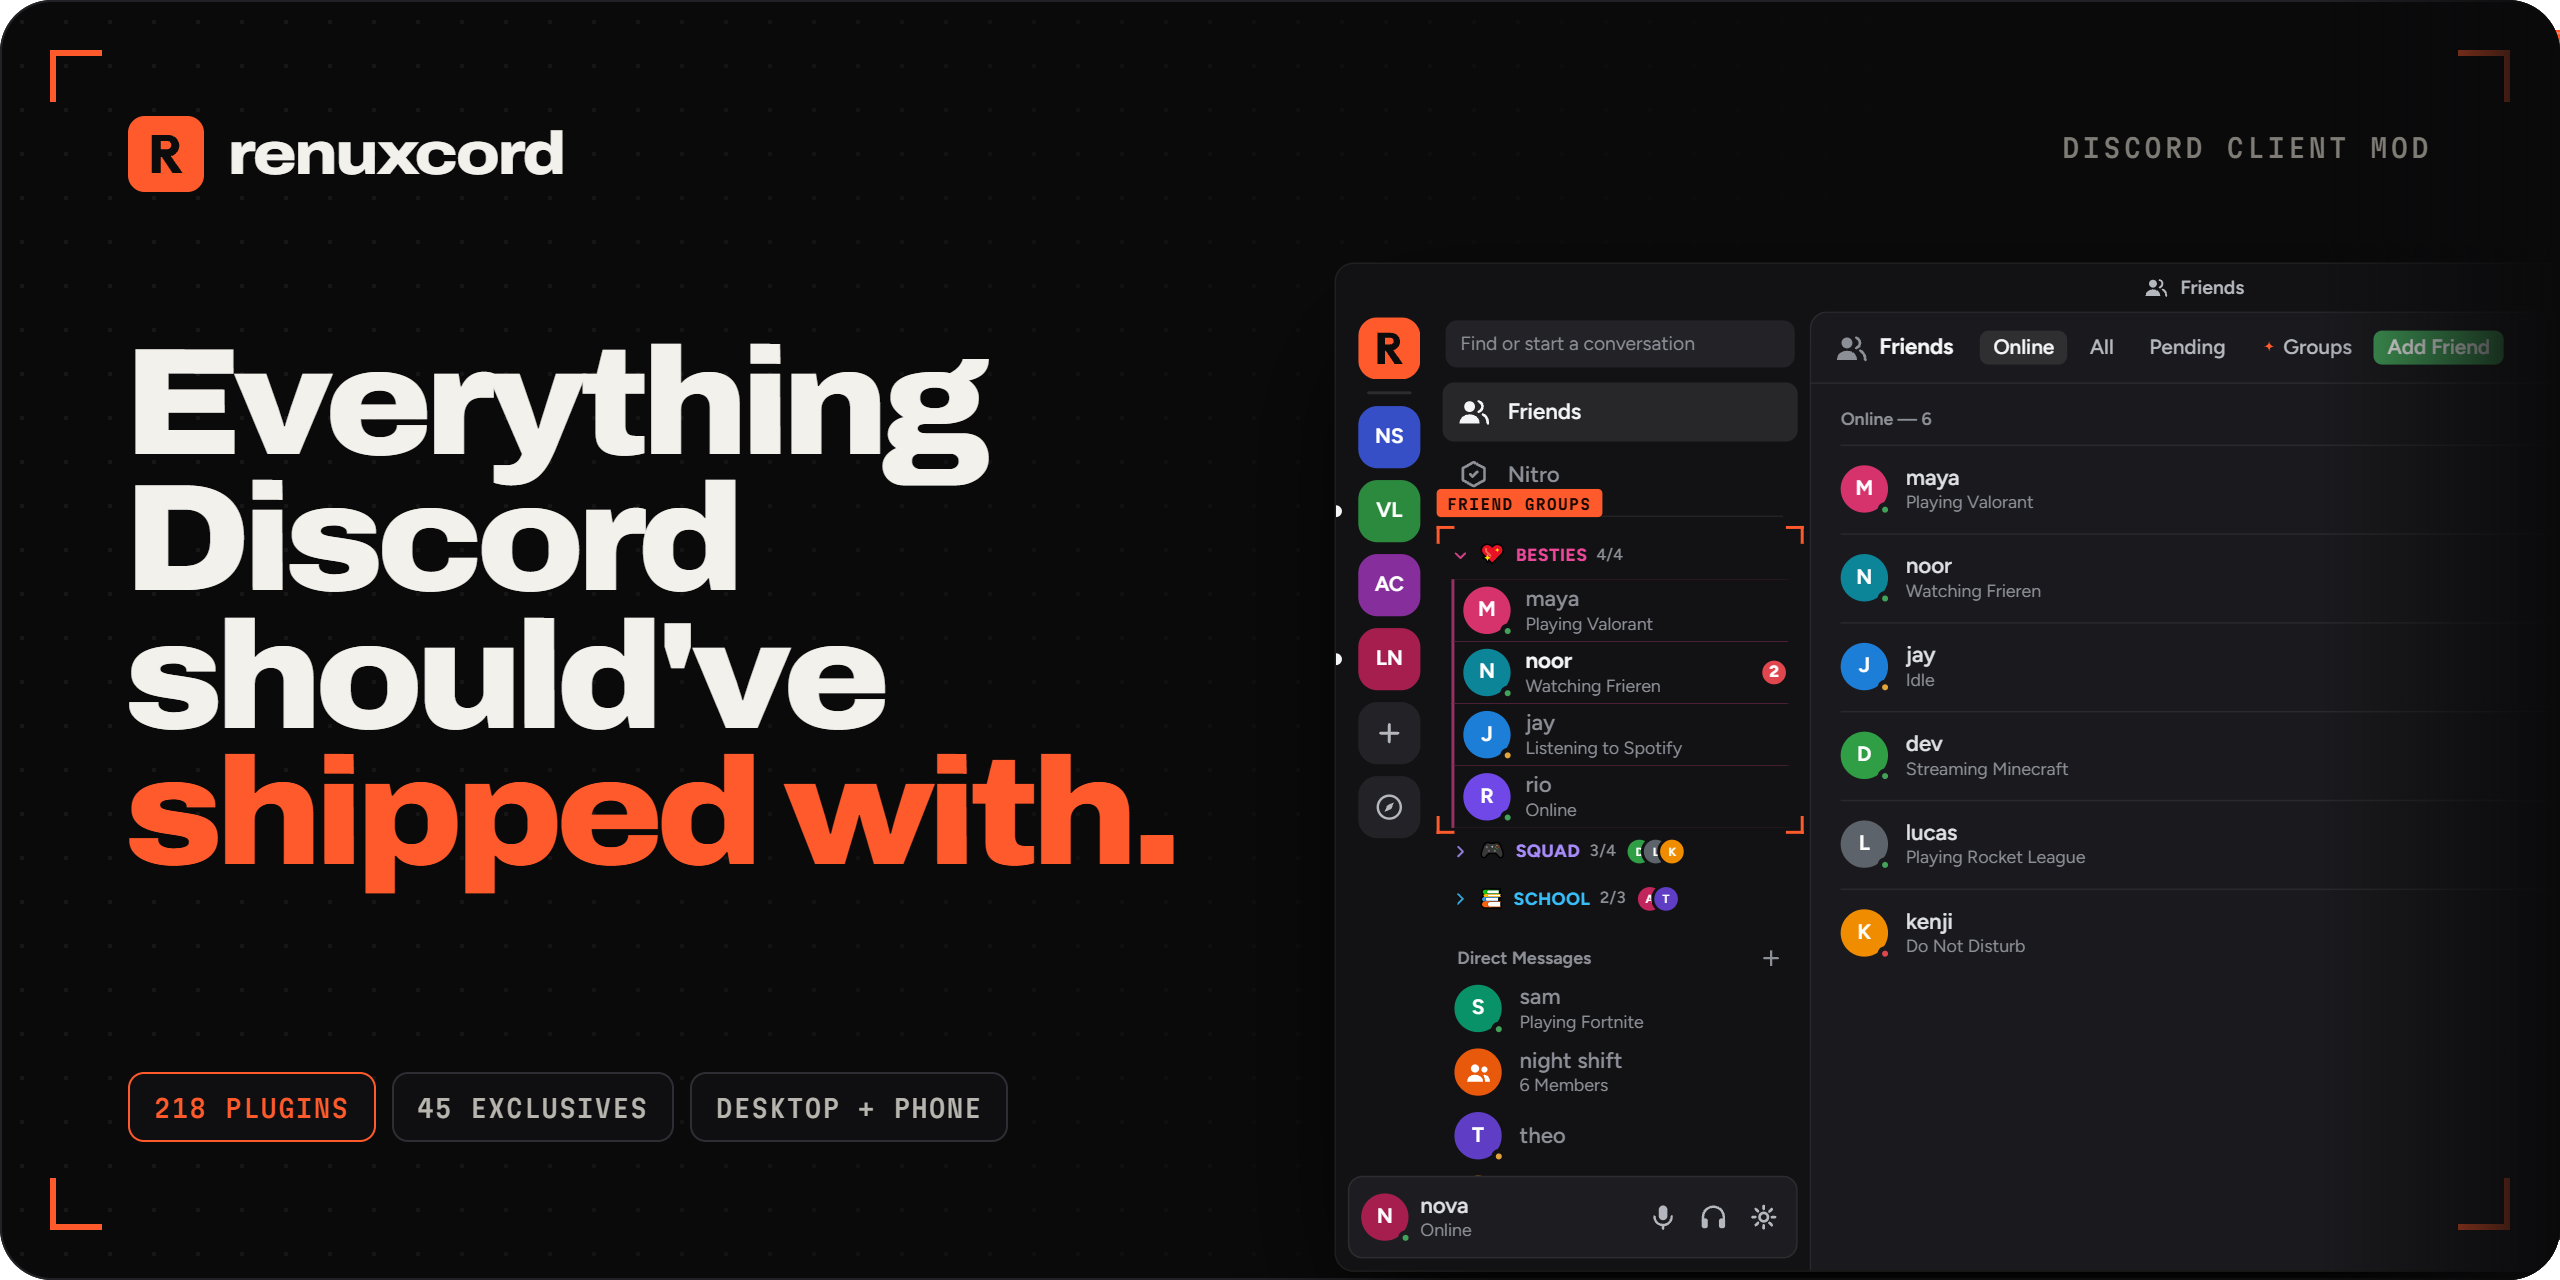 R renuxcord
DISCORD CLIENT MOD
Everything
Discord
should've
shipped with.
218 PLUGINS
45 EXCLUSIVES
DESKTOP + PHONE
Friends
R
NS
VL
AC
LN
Find or start a conversation
Friends
Nitro
FRIEND GROUPS
BESTIES 4/4
M maya
Playing Valorant
N noor
Watching Frieren
2
J jay
Listening to Spotify
R rio
Online
SQUAD 3/4 K
SCHOOL 2/3 T
Direct Messages
S sam
Playing Fortnite
night shift
6 Members
T theo
N nova
Online
Friends Online All Pending Groups Add Friend
Online — 6
M maya
Playing Valorant
N noor
Watching Frieren
J jay
Idle
D dev
Streaming Minecraft
L lucas
Playing Rocket League
K kenji
Do Not Disturb